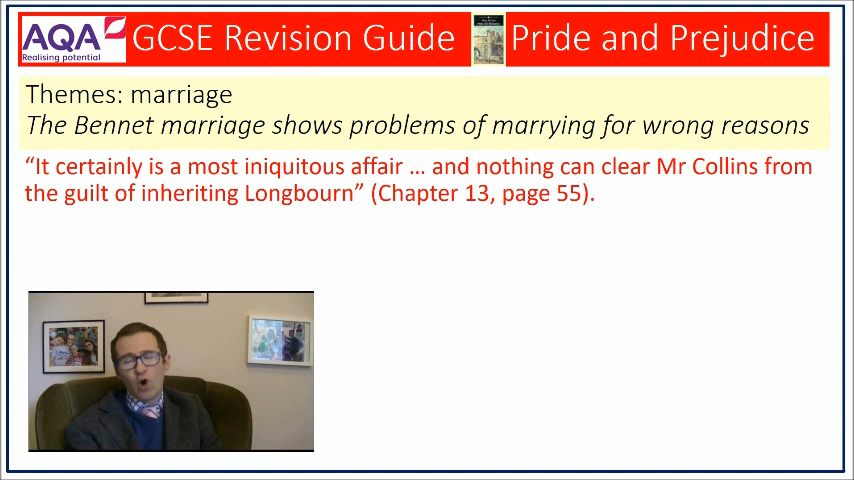 AQA
Realising potential
GCSE Revision Guide
Pride and Prejudice
Themes: marriage
The Bennet marriage shows problems of marrying for wrong reasons
“It certainly is a most iniquitous affair … and nothing can clear Mr Collins from
the guilt of inheriting Longbourn” (Chapter 13, page 55).